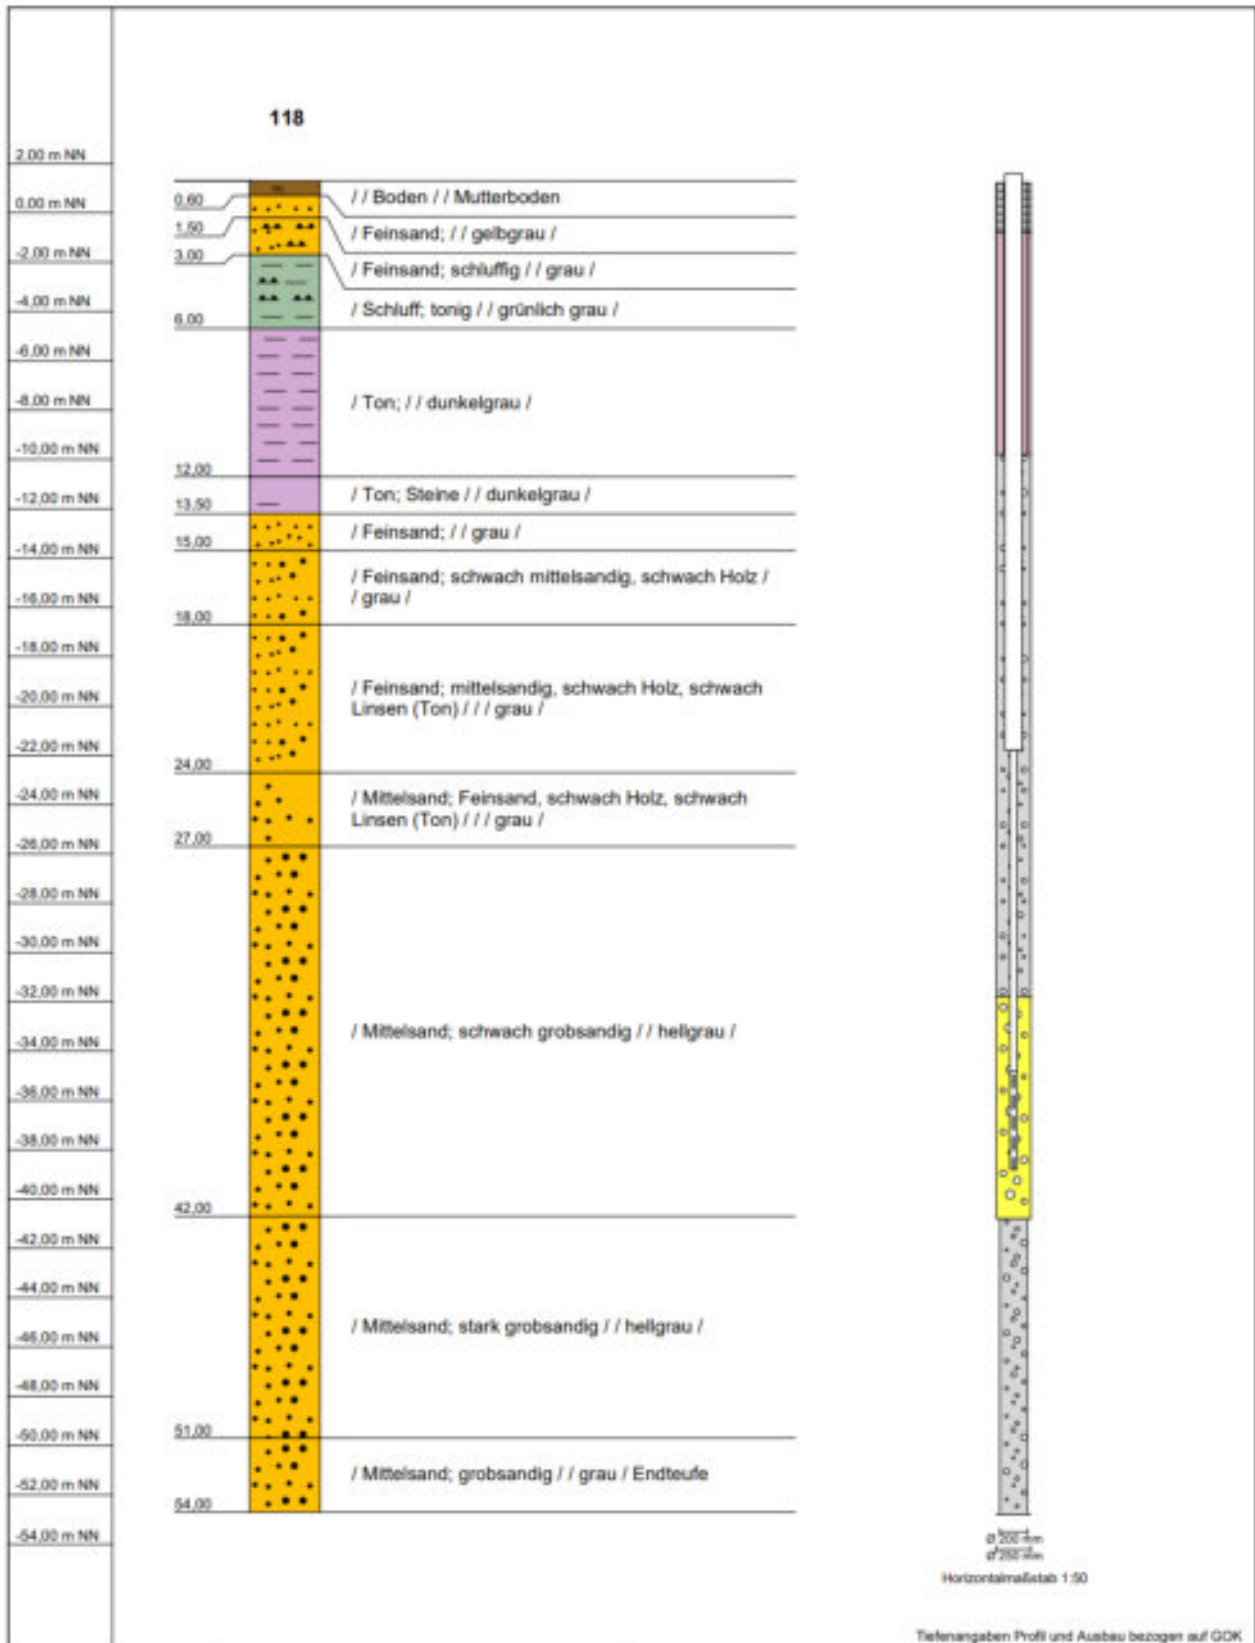 118
2,00 m NN
0,00 m NN
-2,00 m NN
-4,00 m NN
-6,00 m NN
-8,00 m NN
-10,00 m NN
-12,00 m NN
-14,00 m NN
-16,00 m NN
-18,00 m NN
-20,00 m NN
-22,00 m NN
-24,00 m NN
-26,00 m NN
-28,00 m NN
-30,00 m NN
-32,00 m NN
-34,00 m NN
-36,00 m NN
-38,00 m NN
-40,00 m NN
-42,00 m NN
-44,00 m NN
-46,00 m NN
-48,00 m NN
-50,00 m NN
-52,00 m NN
-54,00 m NN
0,60
/ / Boden / / Mutterboden
1,50
/ Feinsand; / / gelbgrau /
3,00
/ Feinsand; schluffig / / grau /
6,00
/ Schluff; tonig / / grünlich grau /
/ Ton; / / dunkelgrau /
12,00
/ Ton; Steine / / dunkelgrau /
13,50
/ Feinsand; / / grau /
15,00
/ Feinsand; schwach mittelsandig, schwach Holz /
/ grau /
18,00
/ Feinsand; mittelsandig, schwach Holz, schwach
Linsen (Ton) / / / grau /
24,00
/ Mittelsand; Feinsand, schwach Holz, schwach
Linsen (Ton) / / / grau /
27,00
/ Mittelsand; schwach grobsandig / / hellgrau /
42,00
/ Mittelsand; stark grobsandig / / hellgrau /
51,00
/ Mittelsand; grobsandig / / grau / Endteufe
54,00
Ø 200 mm
Ø 250 mm
Horizontalmaßstab 1:50
Tiefenangaben Profil und Ausbau bezogen auf GOK